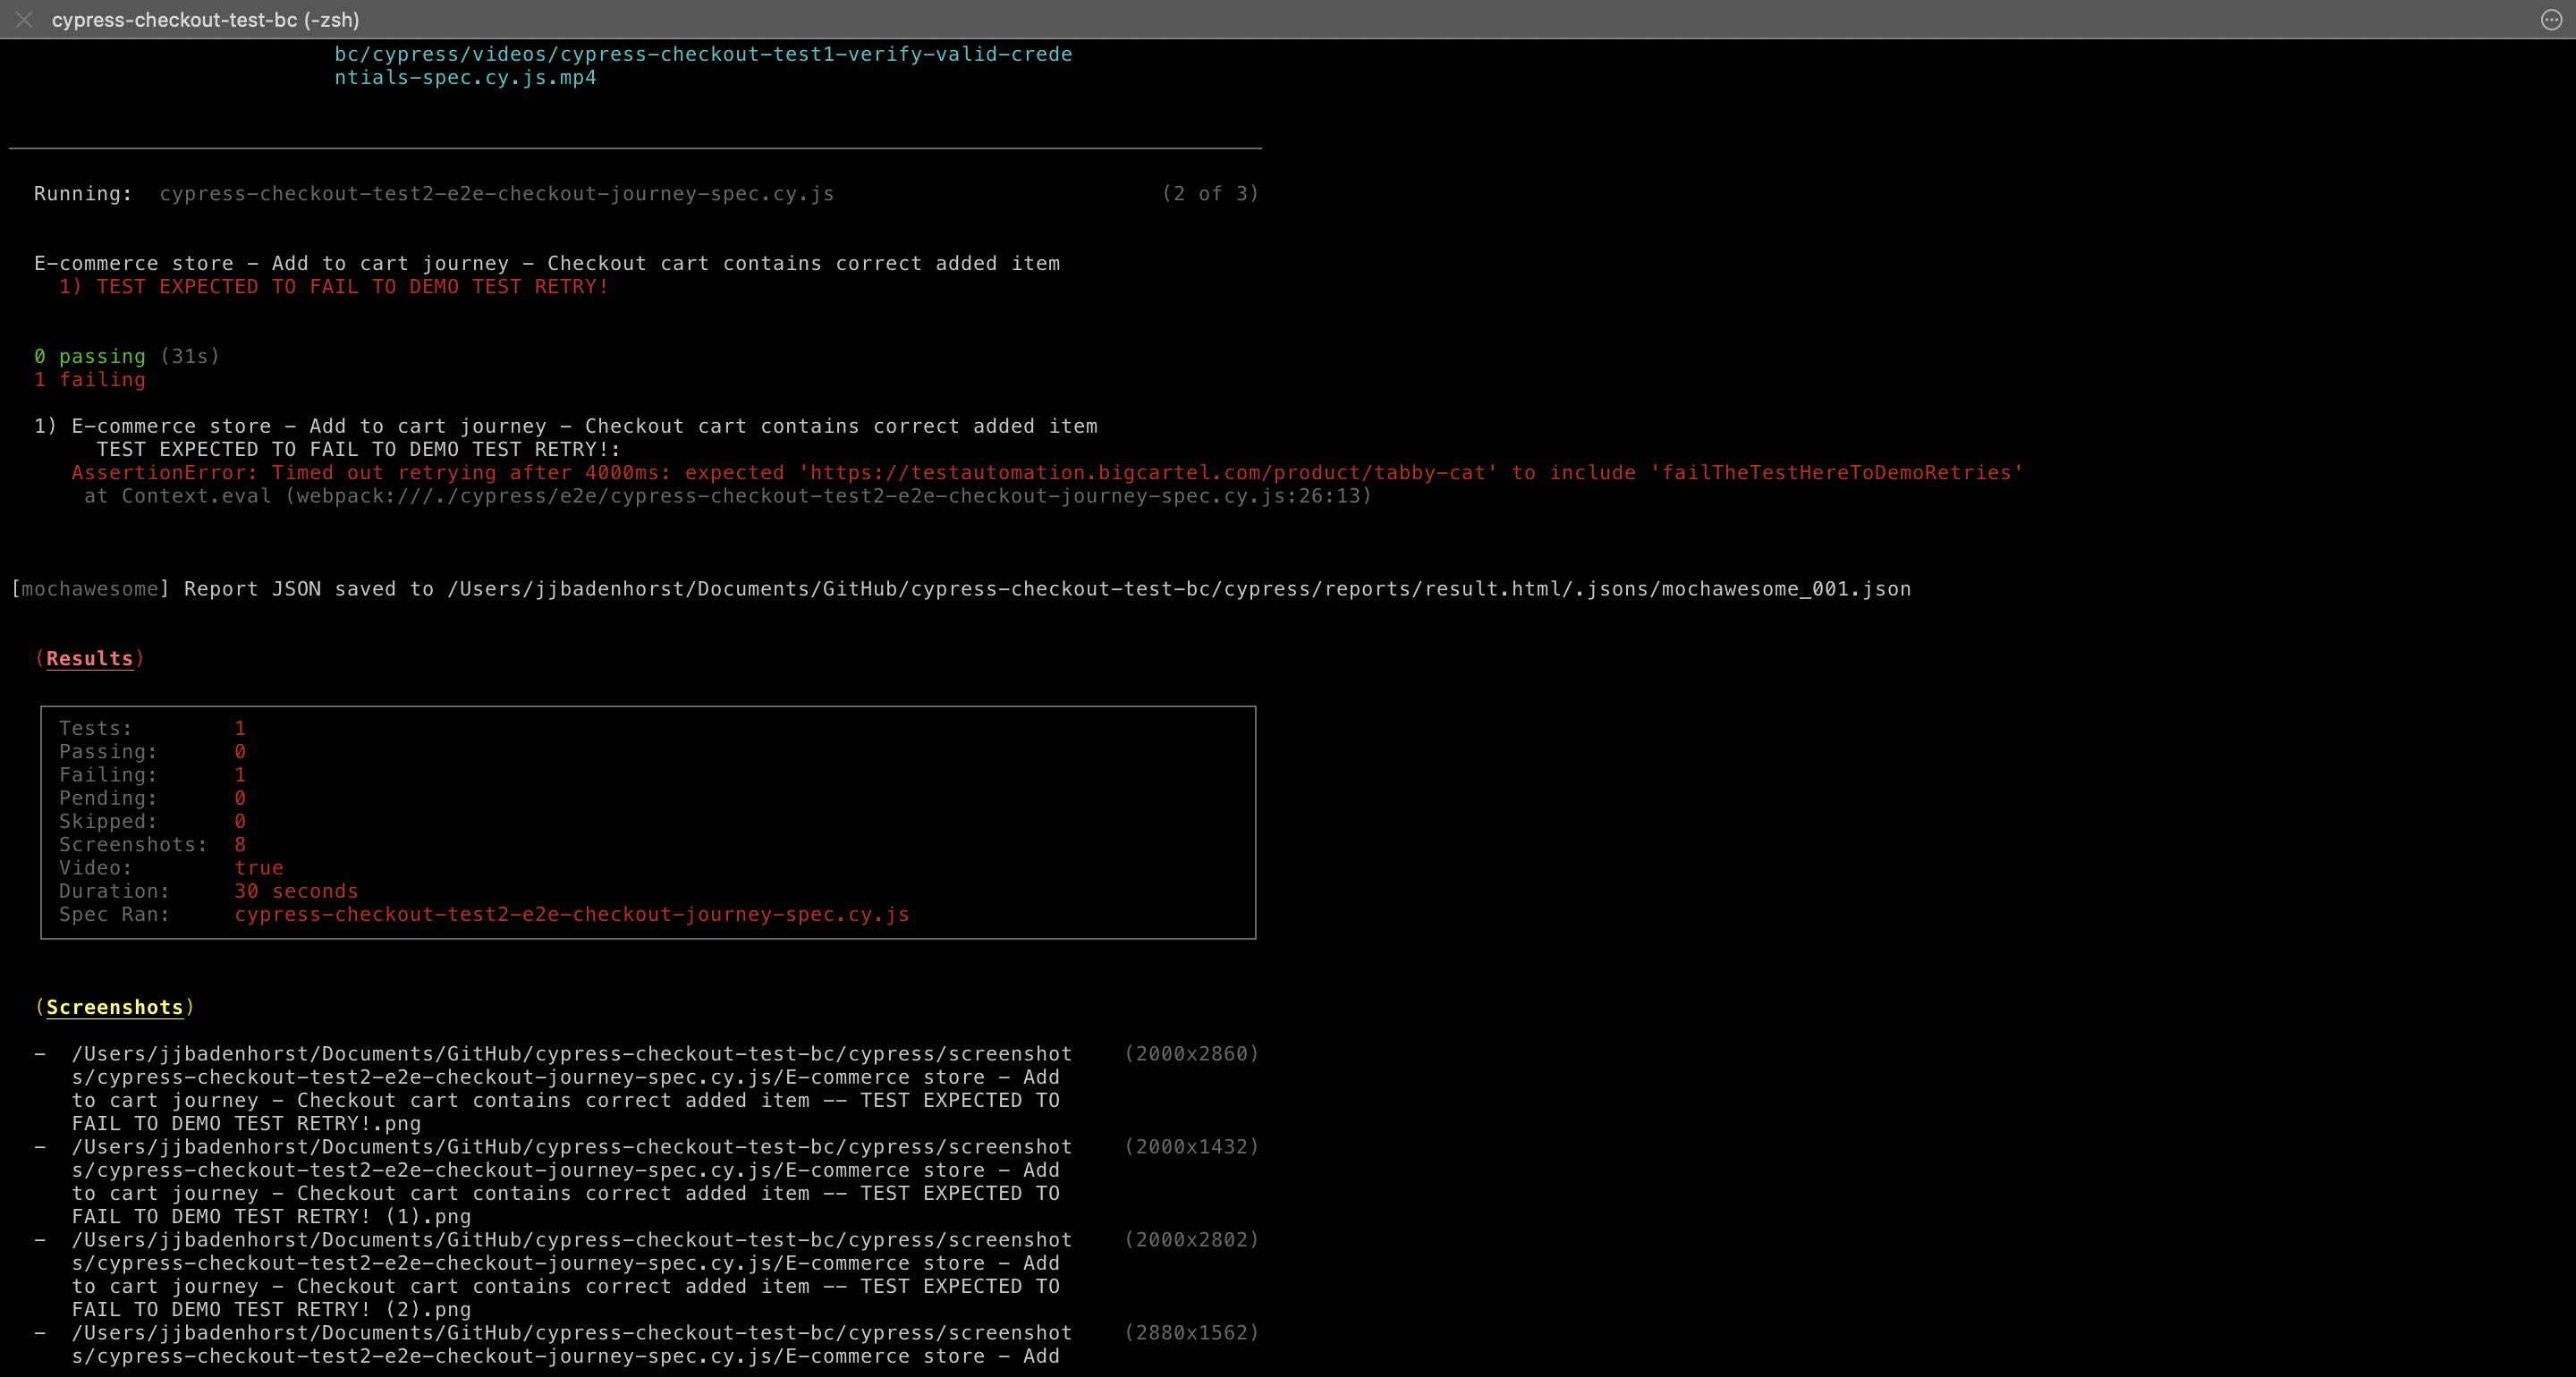 cypress-checkout-test-bc (-zsh)
bc/cypress/videos/cypress-checkout-test1-verify-valid-crede
ntials-spec.cy.js.mp4
Running:  cypress-checkout-test2-e2e-checkout-journey-spec.cy.js (2 of 3)
E-commerce store - Add to cart journey - Checkout cart contains correct added item
1) TEST EXPECTED TO FAIL TO DEMO TEST RETRY!
0 passing (31s)
1 failing
1) E-commerce store - Add to cart journey - Checkout cart contains correct added item
TEST EXPECTED TO FAIL TO DEMO TEST RETRY!:
AssertionError: Timed out retrying after 4000ms: expected 'https://testautomation.bigcartel.com/product/tabby-cat' to include 'failTheTestHereToDemoRetries'
at Context.eval (webpack:///./cypress/e2e/cypress-checkout-test2-e2e-checkout-journey-spec.cy.js:26:13)
[mochawesome] Report JSON saved to /Users/jjbadenhorst/Documents/GitHub/cypress-checkout-test-bc/cypress/reports/result.html/.jsons/mochawesome_001.json
(Results)
Tests: 1
Passing: 0
Failing: 1
Pending: 0
Skipped: 0
Screenshots: 8
Video: true
Duration: 30 seconds
Spec Ran: cypress-checkout-test2-e2e-checkout-journey-spec.cy.js
(Screenshots)
- /Users/jjbadenhorst/Documents/GitHub/cypress-checkout-test-bc/cypress/screenshot (2000x2860)
s/cypress-checkout-test2-e2e-checkout-journey-spec.cy.js/E-commerce store - Add
to cart journey - Checkout cart contains correct added item -- TEST EXPECTED TO
FAIL TO DEMO TEST RETRY!.png
- /Users/jjbadenhorst/Documents/GitHub/cypress-checkout-test-bc/cypress/screenshot (2000x1432)
s/cypress-checkout-test2-e2e-checkout-journey-spec.cy.js/E-commerce store - Add
to cart journey - Checkout cart contains correct added item -- TEST EXPECTED TO
FAIL TO DEMO TEST RETRY! (1).png
- /Users/jjbadenhorst/Documents/GitHub/cypress-checkout-test-bc/cypress/screenshot (2000x2802)
s/cypress-checkout-test2-e2e-checkout-journey-spec.cy.js/E-commerce store - Add
to cart journey - Checkout cart contains correct added item -- TEST EXPECTED TO
FAIL TO DEMO TEST RETRY! (2).png
- /Users/jjbadenhorst/Documents/GitHub/cypress-checkout-test-bc/cypress/screenshot (2880x1562)
s/cypress-checkout-test2-e2e-checkout-journey-spec.cy.js/E-commerce store - Add